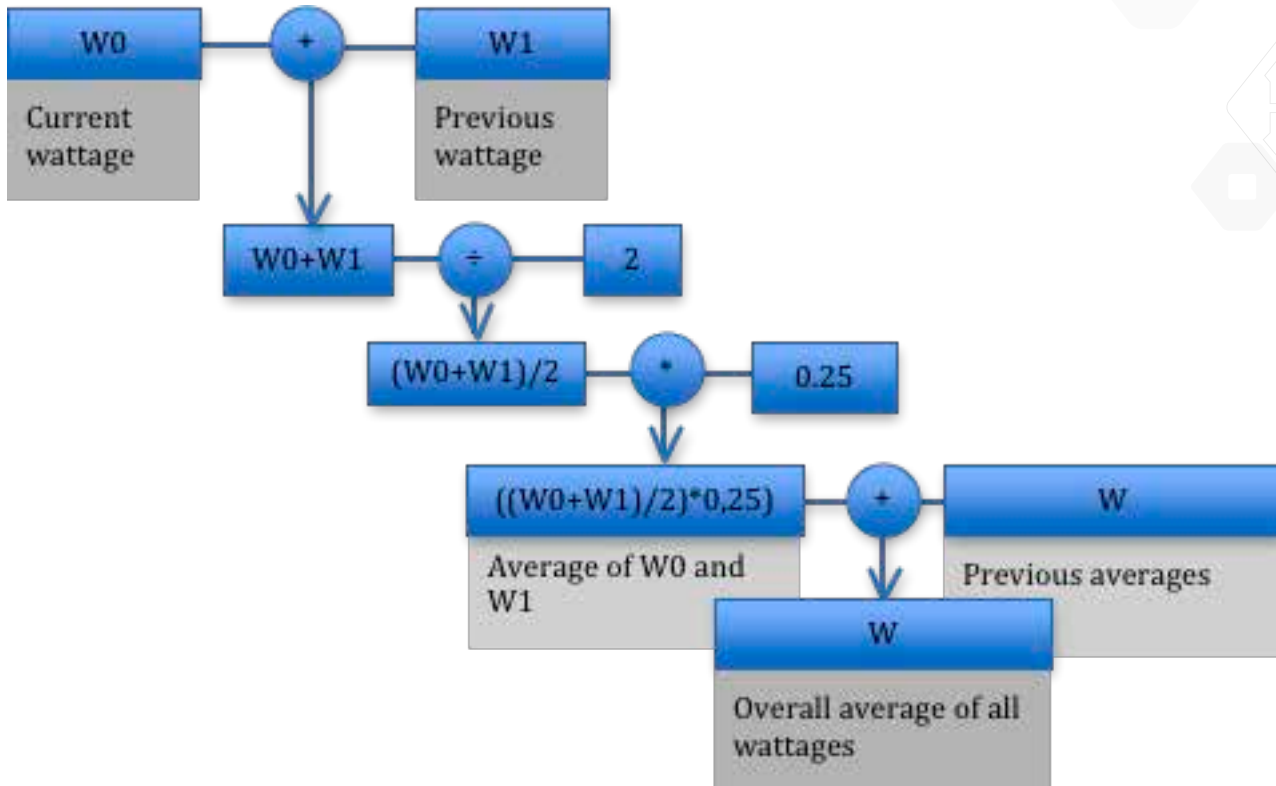 W0
+
W1
Current
wattage
Previous
wattage
W0+W1
÷
2
(W0+W1)/2
*
0.25
((W0+W1)/2)*0,25)
+
W
Average of W0 and
W1
Previous averages
W
Overall average of all
wattages